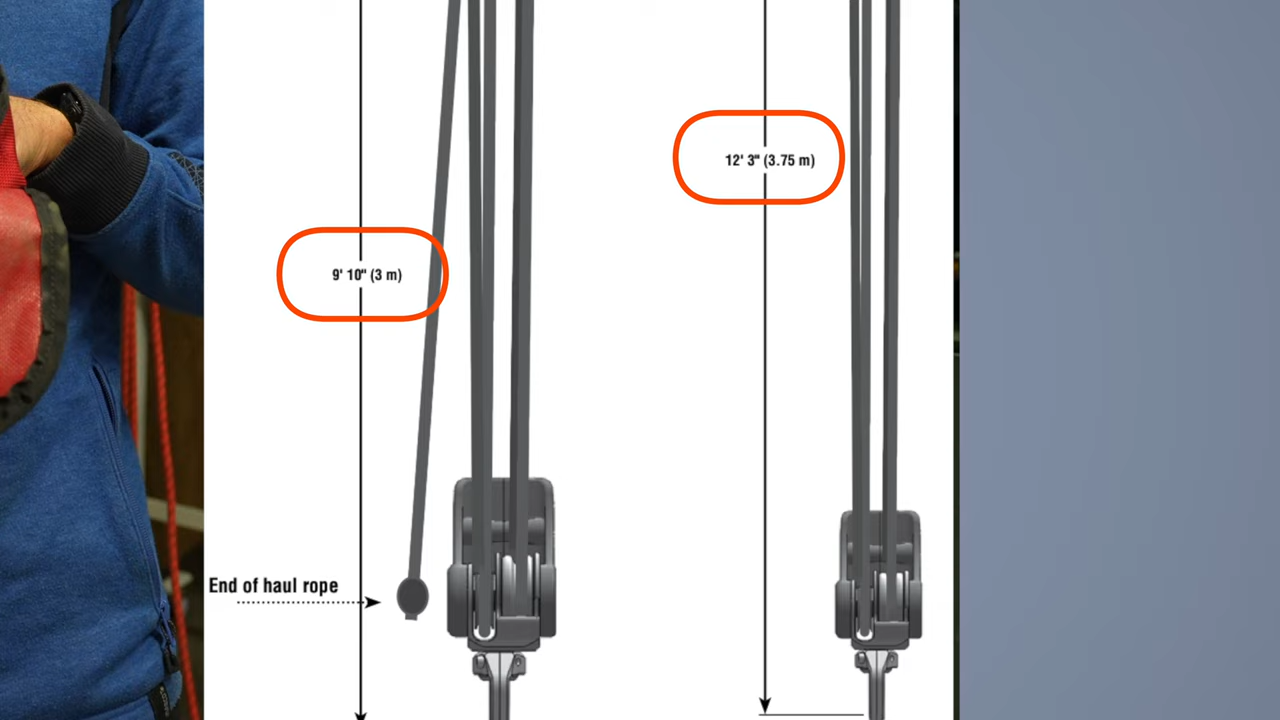 12' 3" (3.75 m)
9' 10" (3 m)
End of haul rope